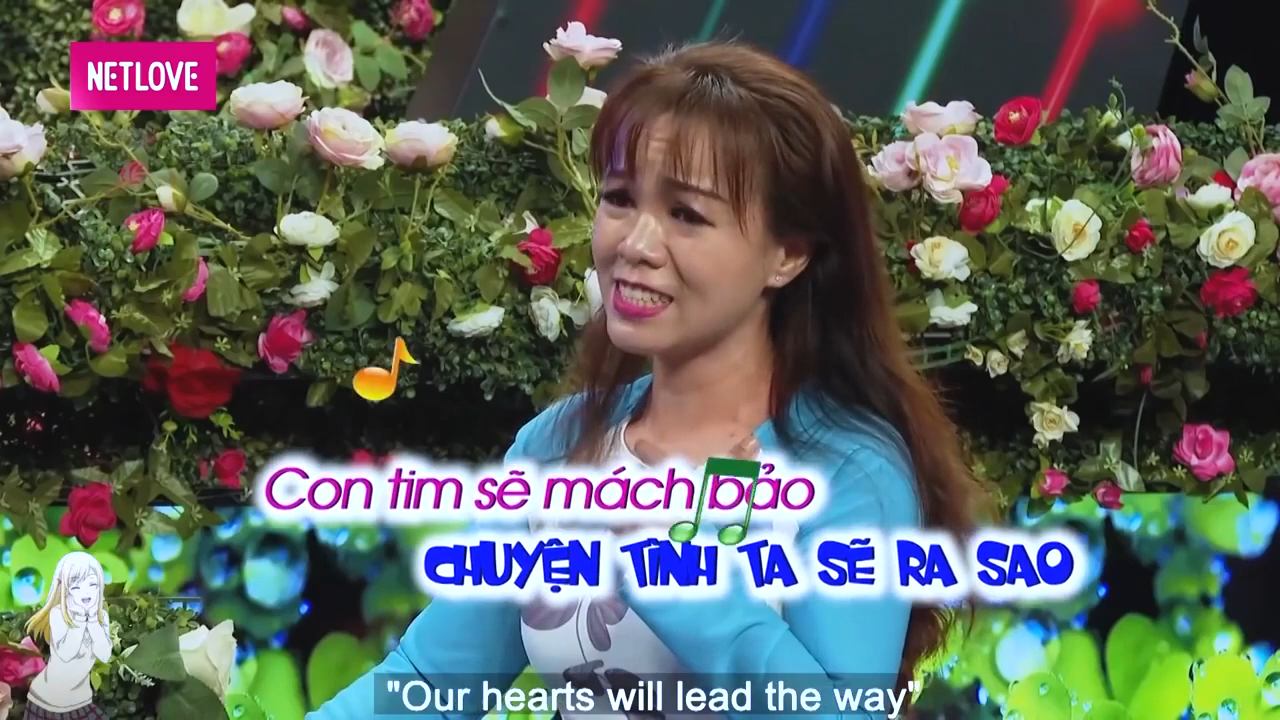 NETLOVE
Con tim sẽ mách bảo
CHUYỆN TÌNH TA SẼ RA SAO
"Our hearts will lead the way"